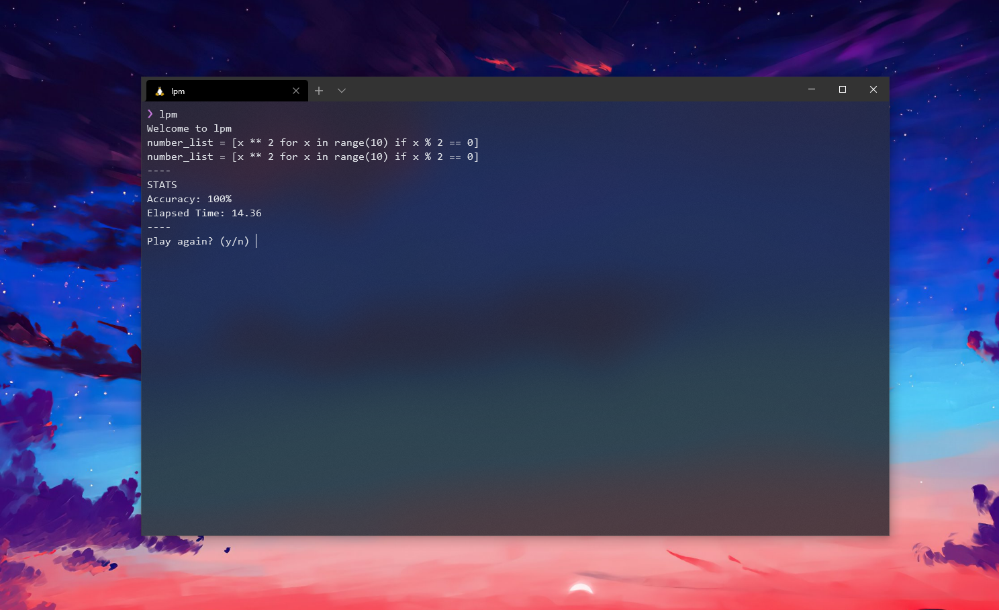 lpm
❯ lpm
Welcome to lpm
number_list = [x ** 2 for x in range(10) if x % 2 == 0]
number_list = [x ** 2 for x in range(10) if x % 2 == 0]
----
STATS
Accuracy: 100%
Elapsed Time: 14.36
----
Play again? (y/n)